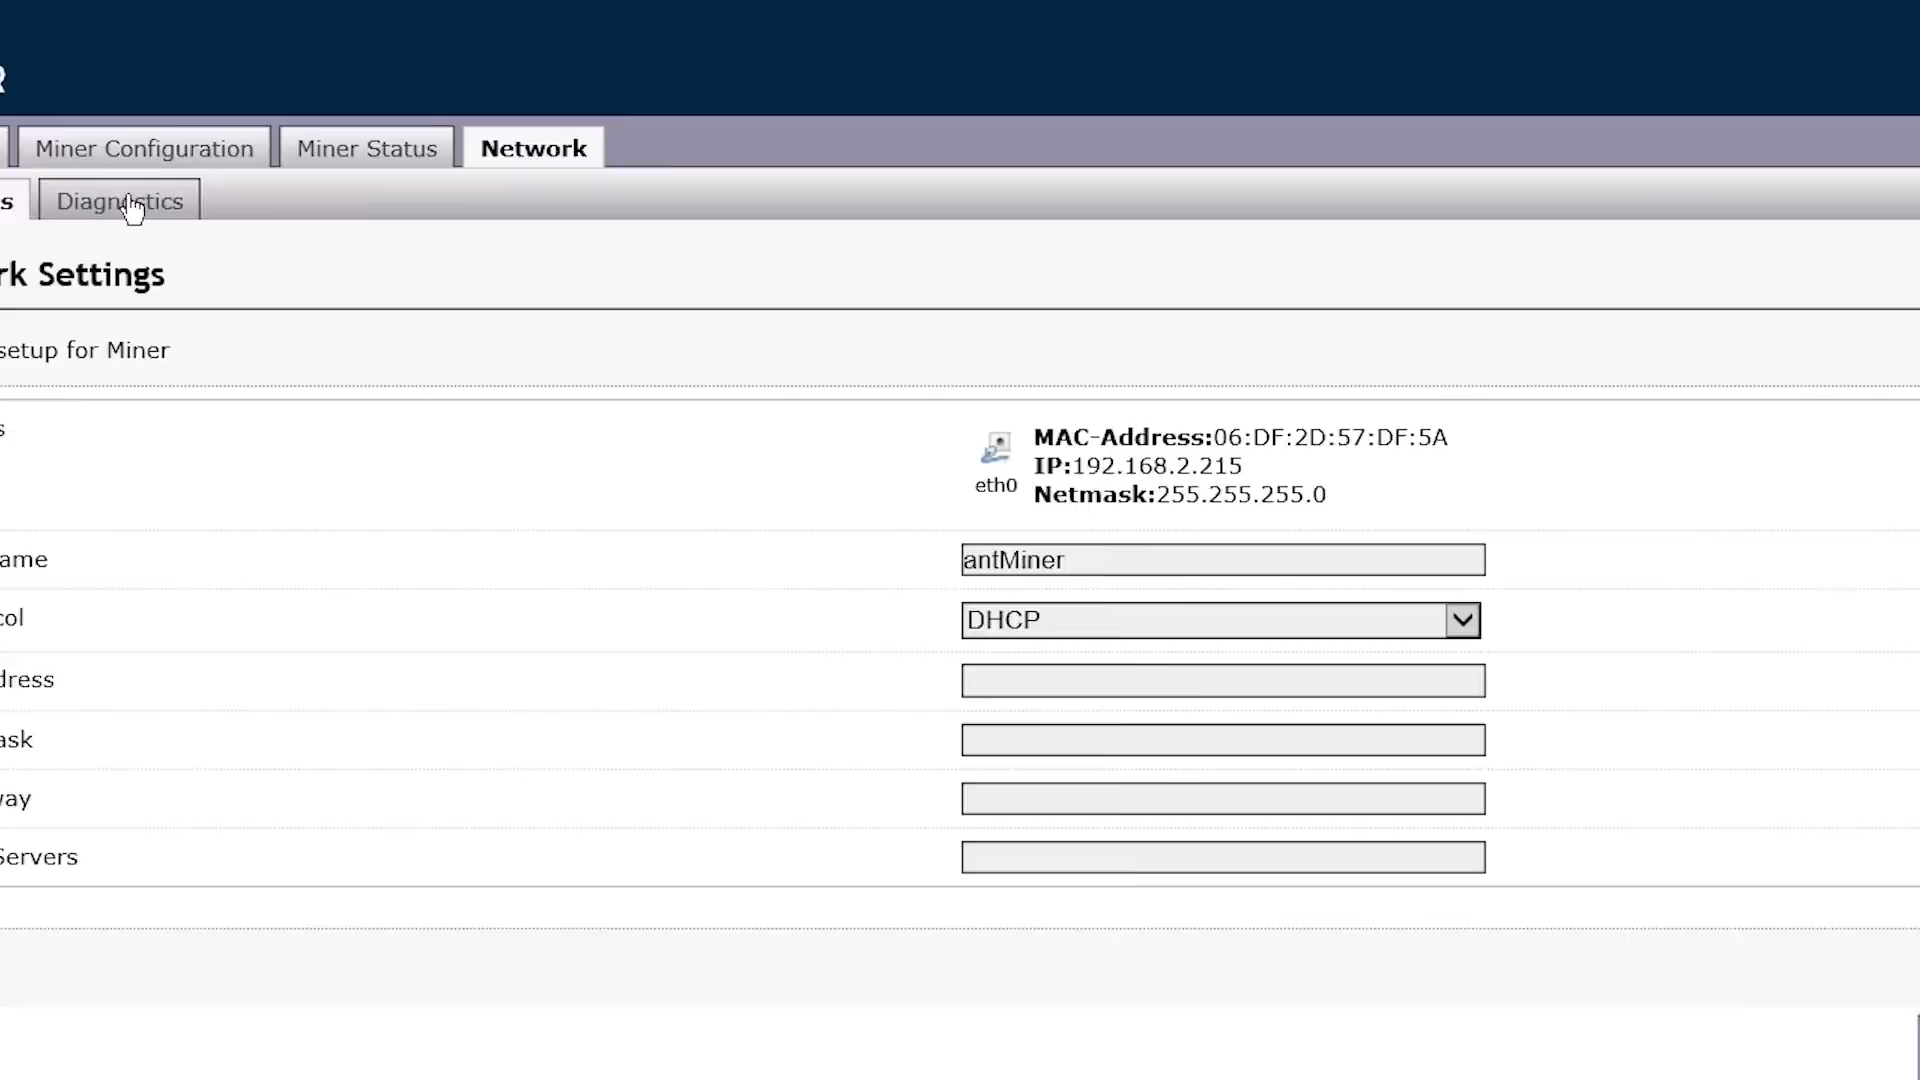 R
Miner Configuration
Miner Status
Network
s
Diagnostics
rk Settings
setup for Miner
s
MAC-Address:06:DF:2D:57:DF:5A
IP:192.168.2.215
eth0
Netmask:255.255.255.0
ame
antMiner
col
DHCP
dress
ask
way
Servers